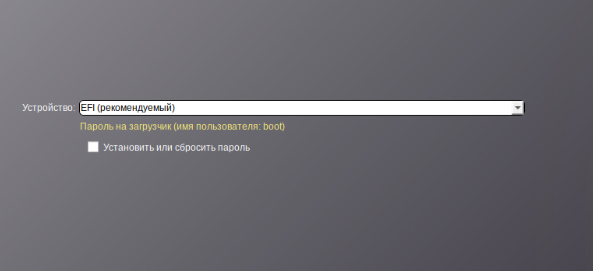 Устройство: EFI (рекомендуемый)
Пароль на загрузчик (имя пользователя: boot)
Установить или сбросить пароль